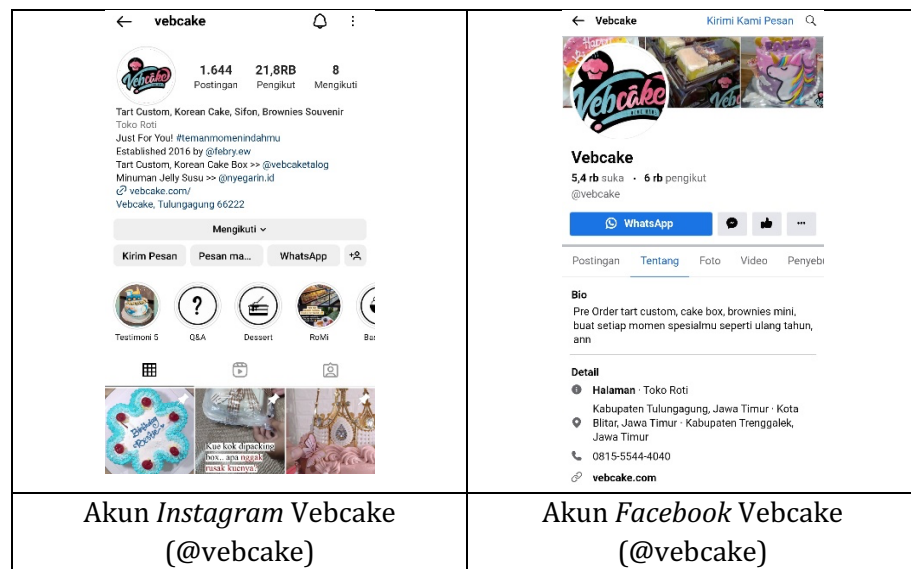 vebcake
Vebcake
1.644 21,8RB 8
Postingan Pengikut Mengikuti
Tart Custom, Korean Cake, Sifon, Brownies Souvenir
Toko Roti
Just For You! #temanmomenindahmu
Established 2016 by @febry.ew
Tart Custom, Korean Cake Box >> @vebcaketalog
Minuman Jelly Susu >> @nyegarin.id
vebcake.com/
Vebcake, Tulungagung 66222
Mengikuti
Kirim Pesan Pesan ma... WhatsApp
?
Testimoni 5 Q&A Dessert RoMi Bas
Birthday
Bestie
Kue kok dipacking
box.. apa nggak
rusak kuenya?
Akun Instagram Vebcake
(@vebcake)
Vebcake Kirimi Kami Pesan
Vebcake
Vebcake
5,4 rb suka · 6 rb pengikut
@vebcake
WhatsApp
Postingan Tentang Foto Video Penyebu
Bio
Pre Order tart custom, cake box, brownies mini,
buat setiap momen spesialmu seperti ulang tahun,
ann
Detail
Halaman · Toko Roti
Kabupaten Tulungagung, Jawa Timur · Kota
Blitar, Jawa Timur · Kabupaten Trenggalek,
Jawa Timur
0815-5544-4040
vebcake.com
Akun Facebook Vebcake
(@vebcake)